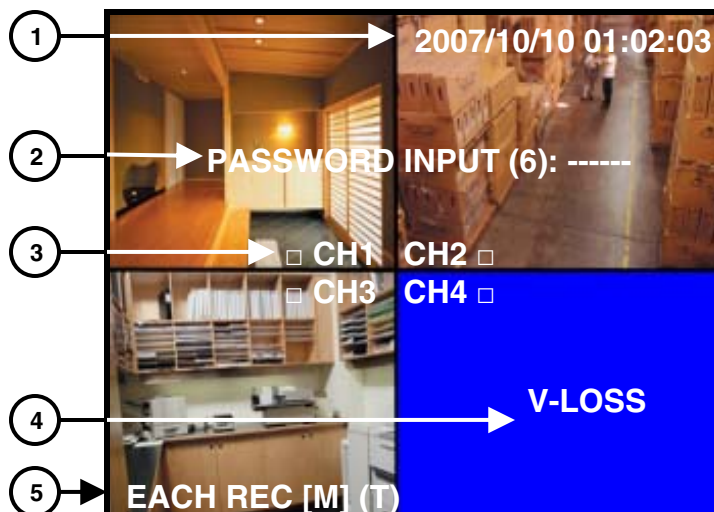 1
2007/10/10 01:02:03
2
PASSWORD INPUT (6): ------
3
□ CH1 CH2 □
□ CH3 CH4 □
V-LOSS
4
5
EACH REC [M] (T)